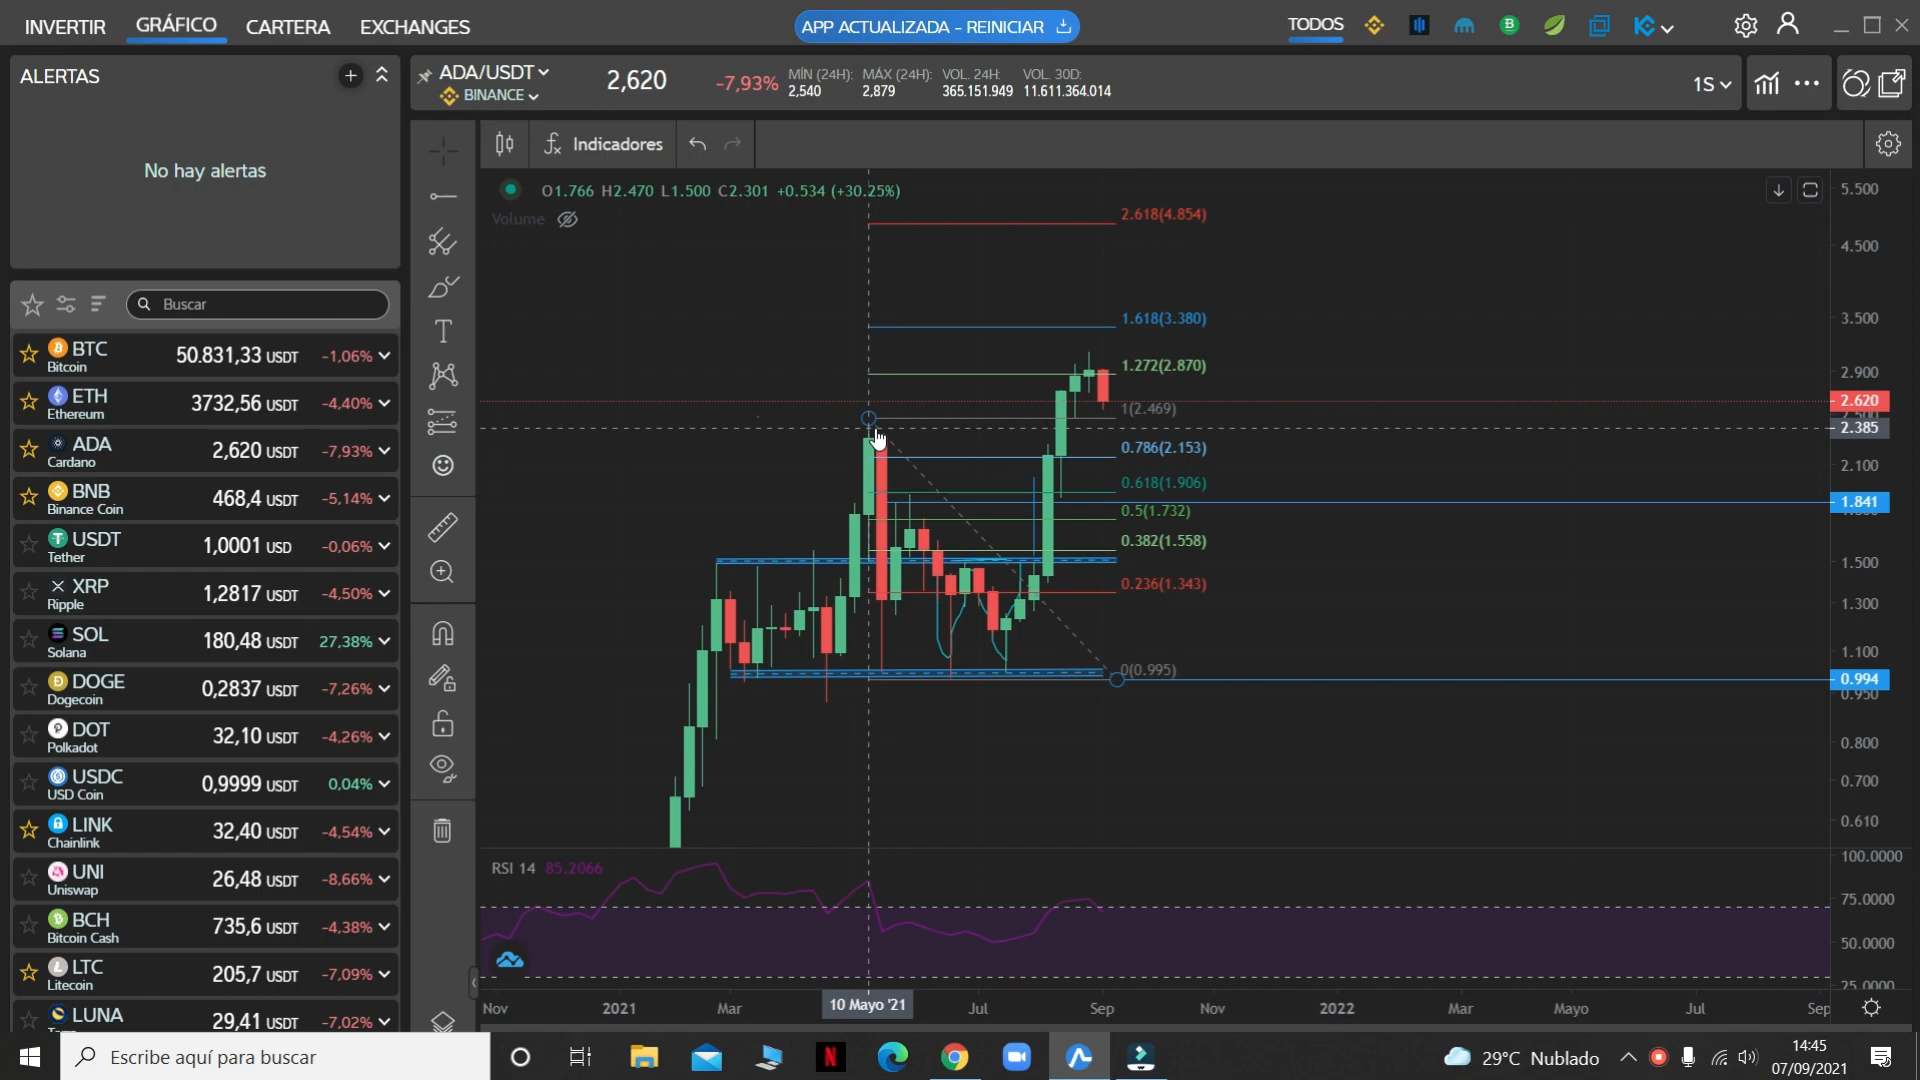 INVERTIR GRÁFICO CARTERA EXCHANGES APP ACTUALIZADA - REINICIAR TODOS
ALERTAS
No hay alertas
ADA/USDT
BINANCE
2,620 -7,93%
MÍN (24H): MÁX (24H): VOL. 24H: VOL. 30D:
2,540 2,879 365.151.949 11.611.364.014
1S
Indicadores
O1.766 H2.470 L1.500 C2.301 +0.534 (+30.25%)
Volume
Buscar
BTC 50.831,33 USDT -1,06%
Bitcoin
ETH 3732,56 USDT -4,40%
Ethereum
ADA 2,620 USDT -7,93%
Cardano
BNB 468,4 USDT -5,14%
Binance Coin
USDT 1,0001 USD -0,06%
Tether
XRP 1,2817 USDT -4,50%
Ripple
SOL 180,48 USDT 27,38%
Solana
DOGE 0,2837 USDT -7,26%
Dogecoin
DOT 32,10 USDT -4,26%
Polkadot
USDC 0,9999 USDT 0,04%
USD Coin
LINK 32,40 USDT -4,54%
Chainlink
UNI 26,48 USDT -8,66%
Uniswap
BCH 735,6 USDT -4,38%
Bitcoin Cash
LTC 205,7 USDT -7,09%
Litecoin
LUNA 29,41 USDT -7,02%
2.618(4.854)
1.618(3.380)
1.272(2.870)
1(2.469)
0.786(2.153)
0.618(1.906)
0.5(1.732)
0.382(1.558)
0.236(1.343)
0(0.995)
5.500
4.500
3.500
2.900
2.620
2.385
2.100
1.841
1.500
1.300
1.100
0.994
0.950
0.800
0.700
0.610
RSI 14 85.2066
100.0000
75.0000
50.0000
25.0000
Nov 2021 Mar 10 Mayo '21 Jul Sep Nov 2022 Mar Mayo Jul Sep
Escribe aquí para buscar
29°C Nublado
14:45
07/09/2021